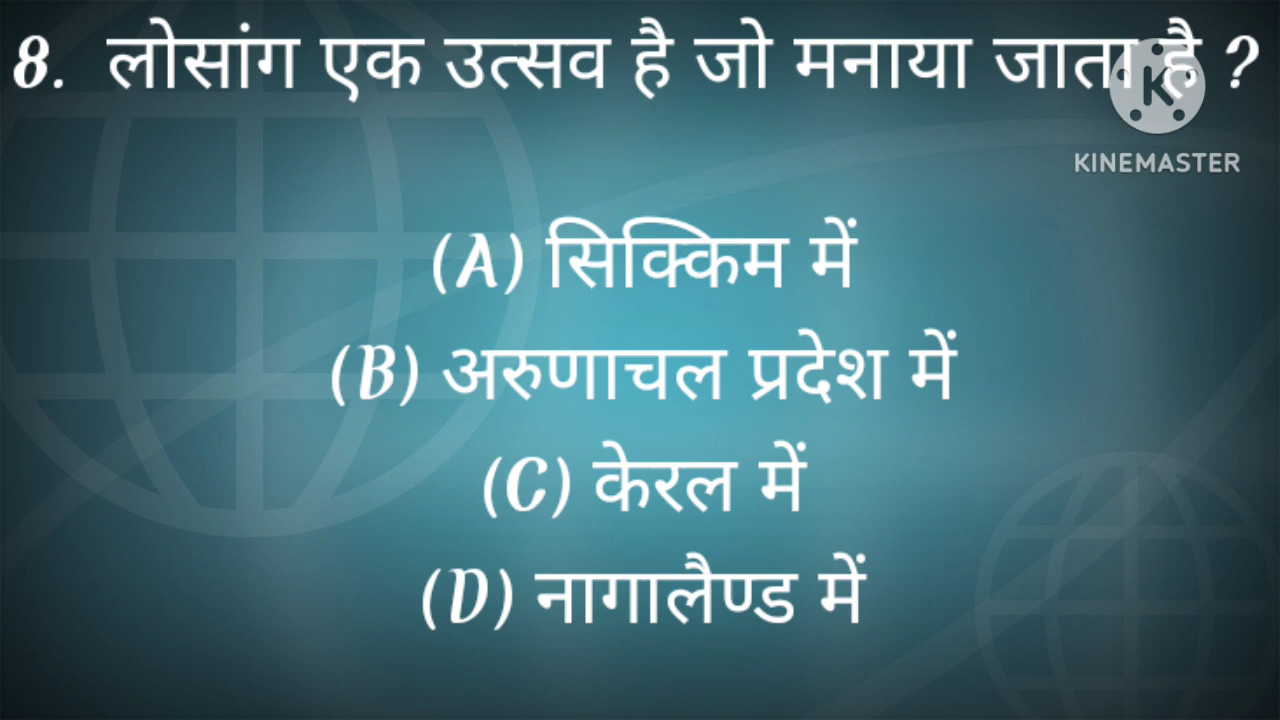 8. लोसांग एक उत्सव है जो मनाया जाता है ?
K
KINEMASTER
(A) सिक्किम में
(B) अरुणाचल प्रदेश में
(C) केरल में
(D) नागालैण्ड में